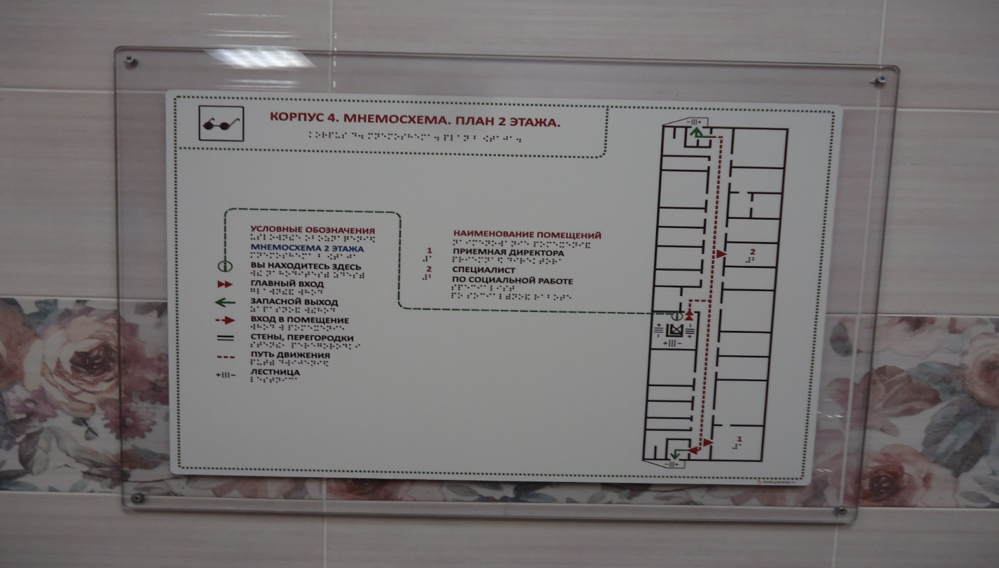 КОРПУС 4. МНЕМОСХЕМА. ПЛАН 2 ЭТАЖА.
УСЛОВНЫЕ ОБОЗНАЧЕНИЯ
МНЕМОСХЕМА 2 ЭТАЖА
ВЫ НАХОДИТЕСЬ ЗДЕСЬ
ГЛАВНЫЙ ВХОД
ЗАПАСНОЙ ВЫХОД
ВХОД В ПОМЕЩЕНИЕ
СТЕНЫ, ПЕРЕГОРОДКИ
ПУТЬ ДВИЖЕНИЯ
ЛЕСТНИЦА
НАИМЕНОВАНИЕ ПОМЕЩЕНИЙ
1 ПРИЕМНАЯ ДИРЕКТОРА
2 СПЕЦИАЛИСТ
ПО СОЦИАЛЬНОЙ РАБОТЕ
2
1